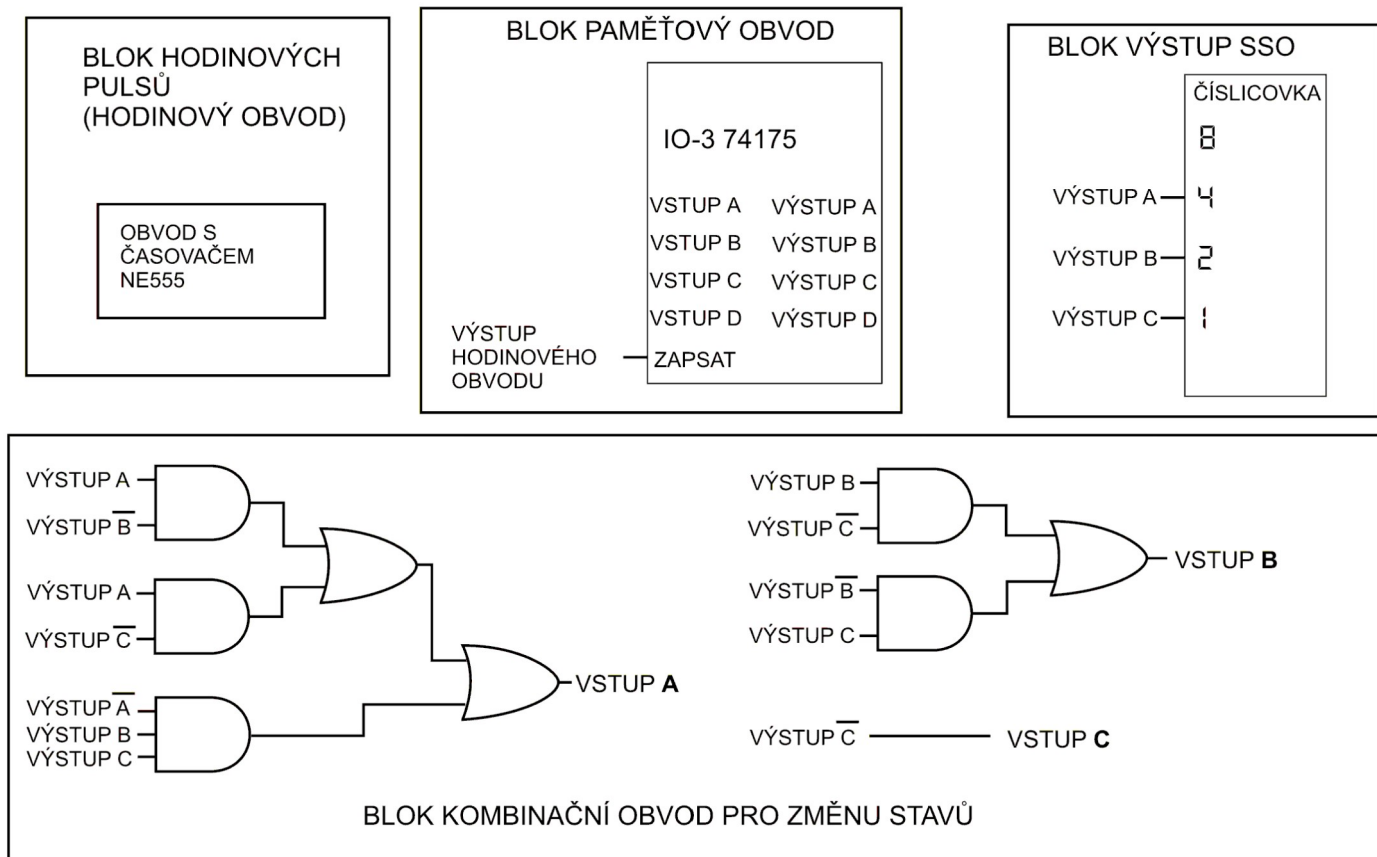 BLOK HODINOVÝCH
PULSŮ
(HODINOVÝ OBVOD)
OBVOD S
ČASOVAČEM
NE555
BLOK PAMĚŤOVÝ OBVOD
IO-3 74175
VSTUP A VÝSTUP A
VSTUP B VÝSTUP B
VSTUP C VÝSTUP C
VSTUP D VÝSTUP D
VÝSTUP
HODINOVÉHO
OBVODU
ZAPSAT
BLOK VÝSTUP SSO
ČÍSLICOVKA
8
VÝSTUP A 4
VÝSTUP B 2
VÝSTUP C 1
VÝSTUP A
VÝSTUP B̅
VÝSTUP A
VÝSTUP C̅
VÝSTUP A̅
VÝSTUP B
VÝSTUP C
VSTUP A
VÝSTUP B
VÝSTUP C̅
VÝSTUP B̅
VÝSTUP C
VSTUP B
VÝSTUP C̅ VSTUP C
BLOK KOMBINAČNÍ OBVOD PRO ZMĚNU STAVŮ